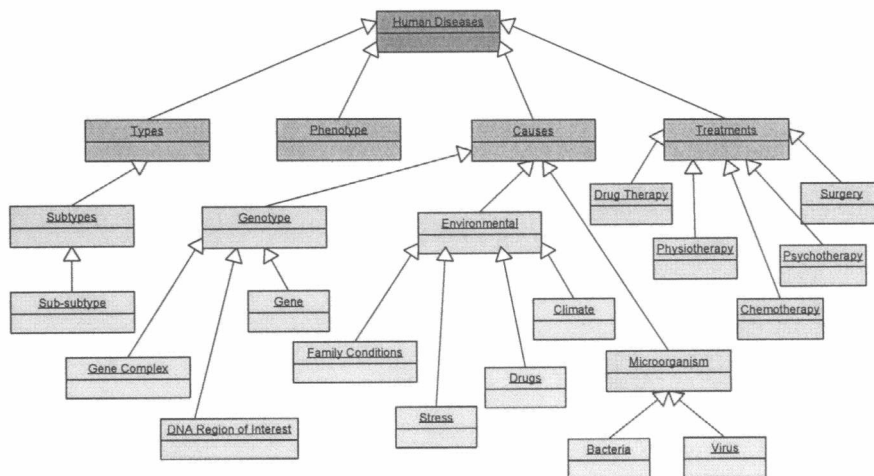 Human Diseases
Types
Phenotype
Causes
Treatments
Subtypes
Genotype
Environmental
Drug Therapy
Surgery
Physiotherapy
Psychotherapy
Sub-subtype
Gene
Climate
Chemotherapy
Gene Complex
Family Conditions
Drugs
Microorganism
DNA Region of Interest
Stress
Bacteria
Virus